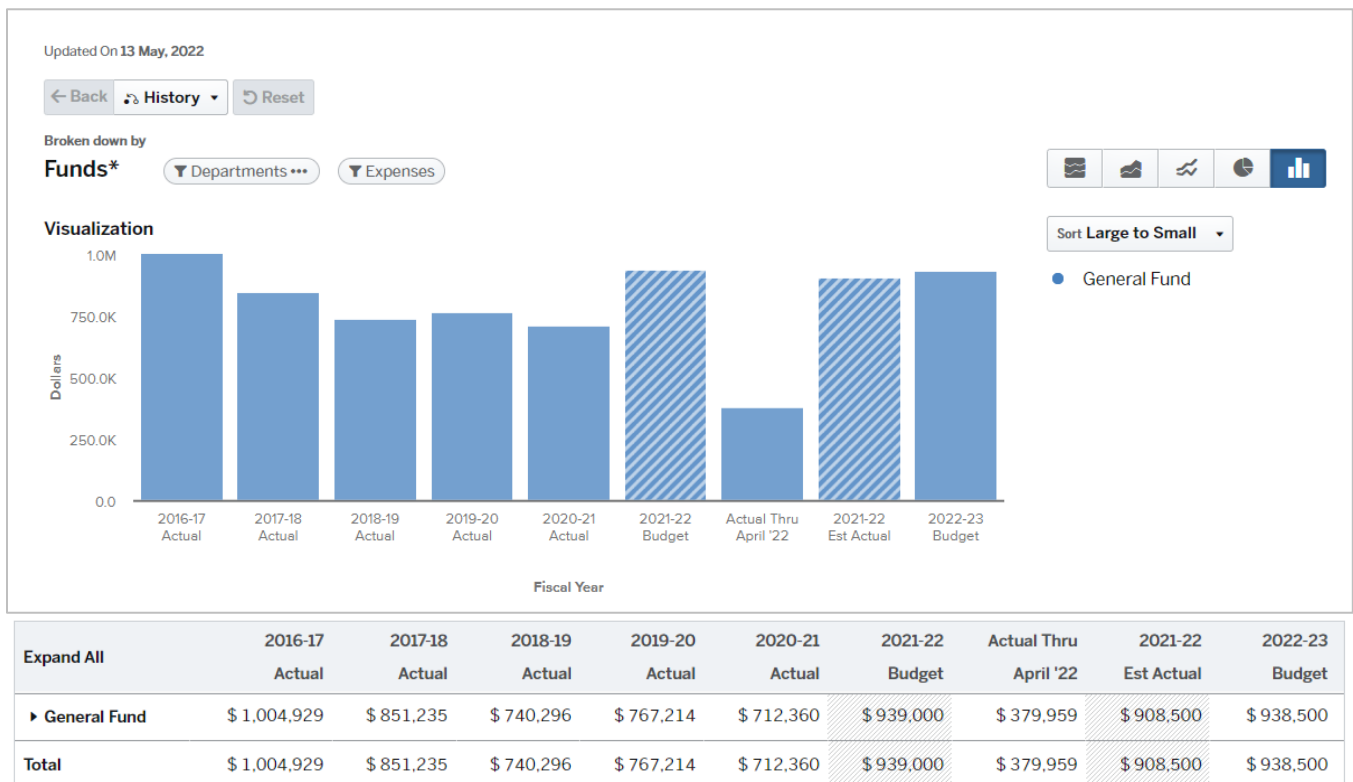 Updated On 13 May, 2022
← Back History ▾ Reset
Broken down by
Funds* Departments ••• Expenses
Visualization
Sort Large to Small ▾
General Fund
1.0M
750.0K
500.0K
250.0K
0.0
Dollars
2016-17 2017-18 2018-19 2019-20 2020-21 2021-22 Actual Thru 2021-22 2022-23
Actual Actual Actual Actual Actual Budget April '22 Est Actual Budget
Fiscal Year
Expand All
2016-17 2017-18 2018-19 2019-20 2020-21 2021-22 Actual Thru 2021-22 2022-23
Actual Actual Actual Actual Actual Budget April '22 Est Actual Budget
▸ General Fund $ 1,004,929 $ 851,235 $ 740,296 $ 767,214 $ 712,360 $ 939,000 $ 379,959 $ 908,500 $ 938,500
Total $ 1,004,929 $ 851,235 $ 740,296 $ 767,214 $ 712,360 $ 939,000 $ 379,959 $ 908,500 $ 938,500